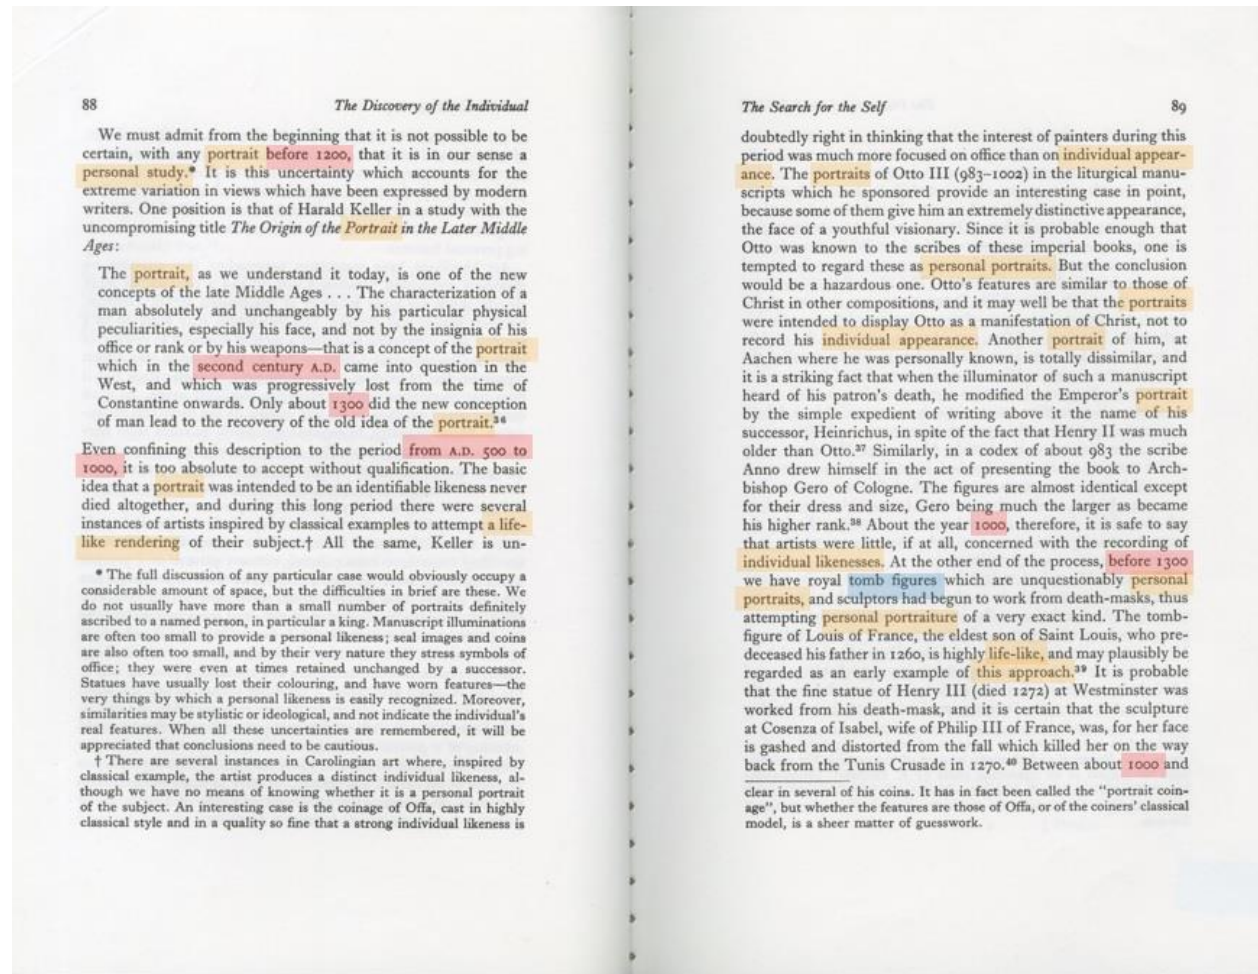 88
The Discovery of the Individual
We must admit from the beginning that it is not possible to be
certain, with any portrait before 1200, that it is in our sense a
personal study.* It is this uncertainty which accounts for the
extreme variation in views which have been expressed by modern
writers. One position is that of Harald Keller in a study with the
uncompromising title The Origin of the Portrait in the Later Middle
Ages:
The portrait, as we understand it today, is one of the new
concepts of the late Middle Ages . . . The characterization of a
man absolutely and unchangeably by his particular physical
peculiarities, especially his face, and not by the insignia of his
office or rank or by his weapons—that is a concept of the portrait
which in the second century A.D. came into question in the
West, and which was progressively lost from the time of
Constantine onwards. Only about 1300 did the new conception
of man lead to the recovery of the old idea of the portrait.³⁶
Even confining this description to the period from A.D. 500 to
1000, it is too absolute to accept without qualification. The basic
idea that a portrait was intended to be an identifiable likeness never
died altogether, and during this long period there were several
instances of artists inspired by classical examples to attempt a life-
like rendering of their subject.† All the same, Keller is un-
* The full discussion of any particular case would obviously occupy a
considerable amount of space, but the difficulties in brief are these. We
do not usually have more than a small number of portraits definitely
ascribed to a named person, in particular a king. Manuscript illuminations
are often too small to provide a personal likeness; seal images and coins
are also often too small, and by their very nature they stress symbols of
office; they were even at times retained unchanged by a successor.
Statues have usually lost their colouring, and have worn features—the
very things by which a personal likeness is easily recognized. Moreover,
similarities may be stylistic or ideological, and not indicate the individual's
real features. When all these uncertainties are remembered, it will be
appreciated that conclusions need to be cautious.
† There are several instances in Carolingian art where, inspired by
classical example, the artist produces a distinct individual likeness, al-
though we have no means of knowing whether it is a personal portrait
of the subject. An interesting case is the coinage of Offa, cast in highly
classical style and in a quality so fine that a strong individual likeness is
The Search for the Self
89
doubtedly right in thinking that the interest of painters during this
period was much more focused on office than on individual appear-
ance. The portraits of Otto III (983–1002) in the liturgical manu-
scripts which he sponsored provide an interesting case in point,
because some of them give him an extremely distinctive appearance,
the face of a youthful visionary. Since it is probable enough that
Otto was known to the scribes of these imperial books, one is
tempted to regard these as personal portraits. But the conclusion
would be a hazardous one. Otto's features are similar to those of
Christ in other compositions, and it may well be that the portraits
were intended to display Otto as a manifestation of Christ, not to
record his individual appearance. Another portrait of him, at
Aachen where he was personally known, is totally dissimilar, and
it is a striking fact that when the illuminator of such a manuscript
heard of his patron's death, he modified the Emperor's portrait
by the simple expedient of writing above it the name of his
successor, Heinrichus, in spite of the fact that Henry II was much
older than Otto.³⁷ Similarly, in a codex of about 983 the scribe
Anno drew himself in the act of presenting the book to Arch-
bishop Gero of Cologne. The figures are almost identical except
for their dress and size, Gero being much the larger as became
his higher rank.³⁸ About the year 1000, therefore, it is safe to say
that artists were little, if at all, concerned with the recording of
individual likenesses. At the other end of the process, before 1300
we have royal tomb figures which are unquestionably personal
portraits, and sculptors had begun to work from death-masks, thus
attempting personal portraiture of a very exact kind. The tomb-
figure of Louis of France, the eldest son of Saint Louis, who pre-
deceased his father in 1260, is highly life-like, and may plausibly be
regarded as an early example of this approach.³⁹ It is probable
that the fine statue of Henry III (died 1272) at Westminster was
worked from his death-mask, and it is certain that the sculpture
at Cosenza of Isabel, wife of Philip III of France, was, for her face
is gashed and distorted from the fall which killed her on the way
back from the Tunis Crusade in 1270.⁴⁰ Between about 1000 and
clear in several of his coins. It has in fact been called the "portrait coin-
age", but whether the features are those of Offa, or of the coiners' classical
model, is a sheer matter of guesswork.